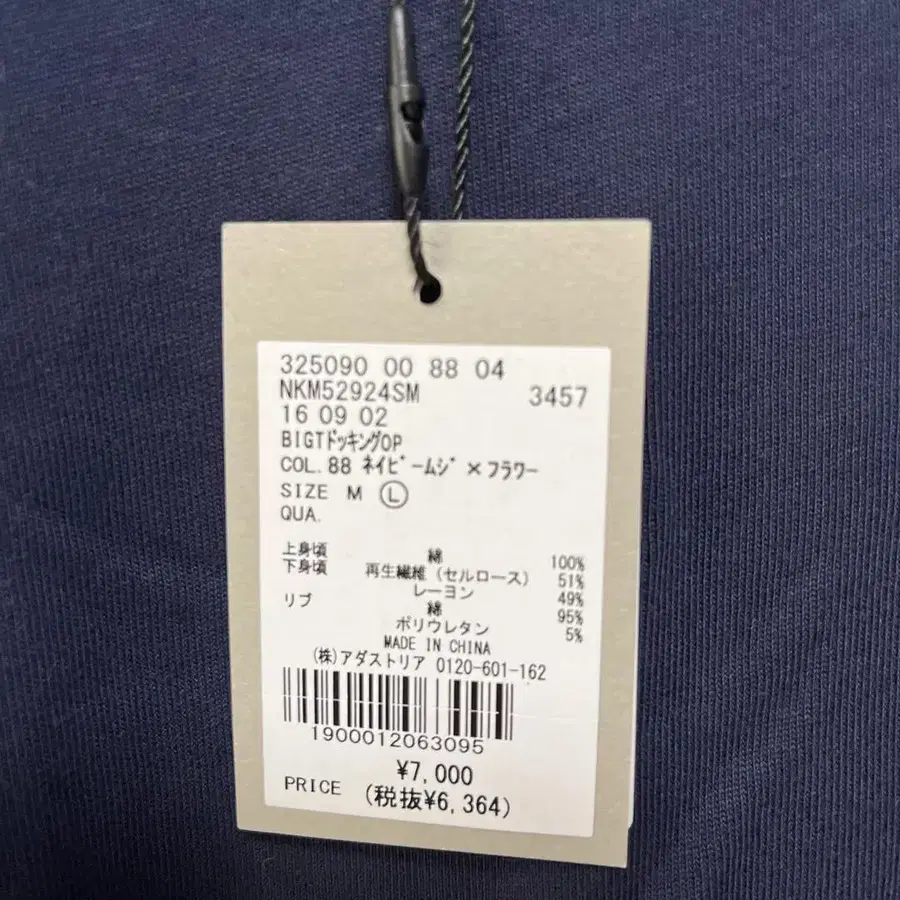 325090 00 88 04
NKM52924SM 3457
16 09 02
BIGTドッキングOP
COL. 88 ネイビームジ × フラワー
SIZE M Ⓛ
QUA.
上身頃 綿 100%
下身頃 再生繊維 (セルロース) 51%
レーヨン 49%
リブ 綿 95%
ポリウレタン 5%
MADE IN CHINA
(株)アダストリア 0120-601-162
1900012063095
¥7,000
PRICE (税抜¥6,364)